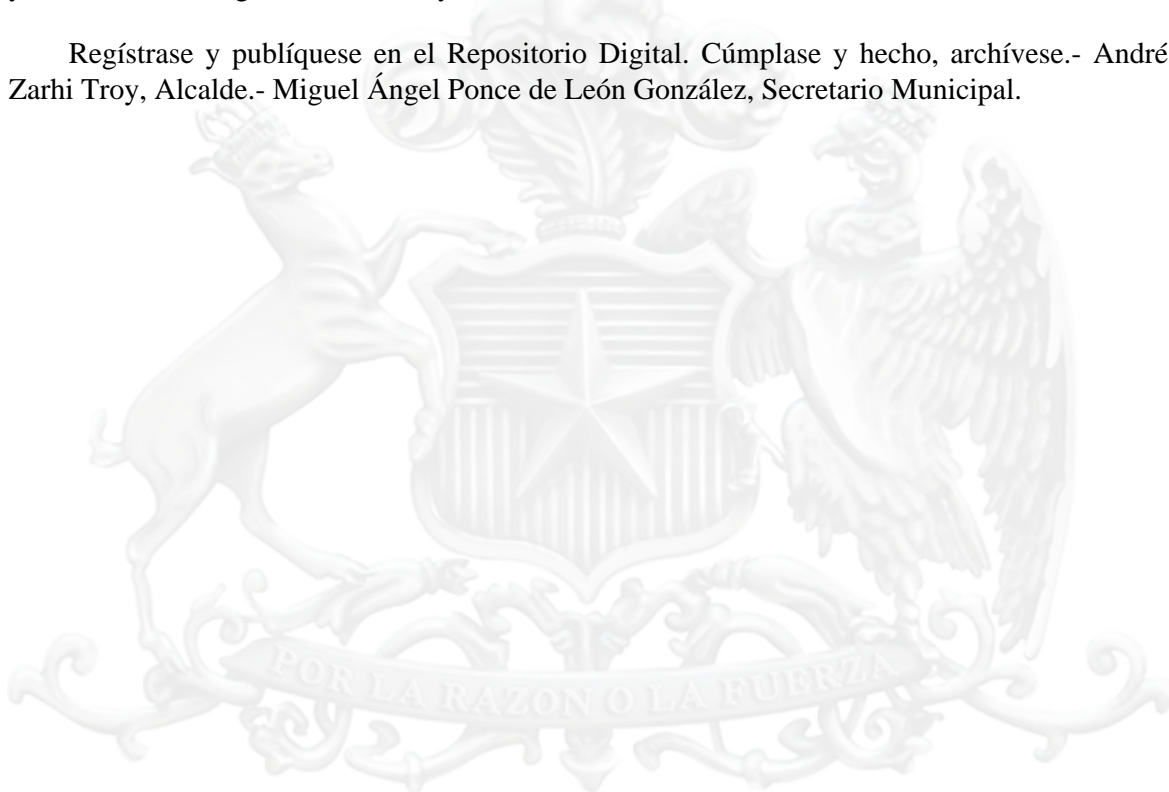 Regístrase y publíquese en el Repositorio Digital. Cúmplase y hecho, archívese.- André
Zarhi Troy, Alcalde.- Miguel Ángel Ponce de León González, Secretario Municipal.
POR LA RAZON O LA FUERZA